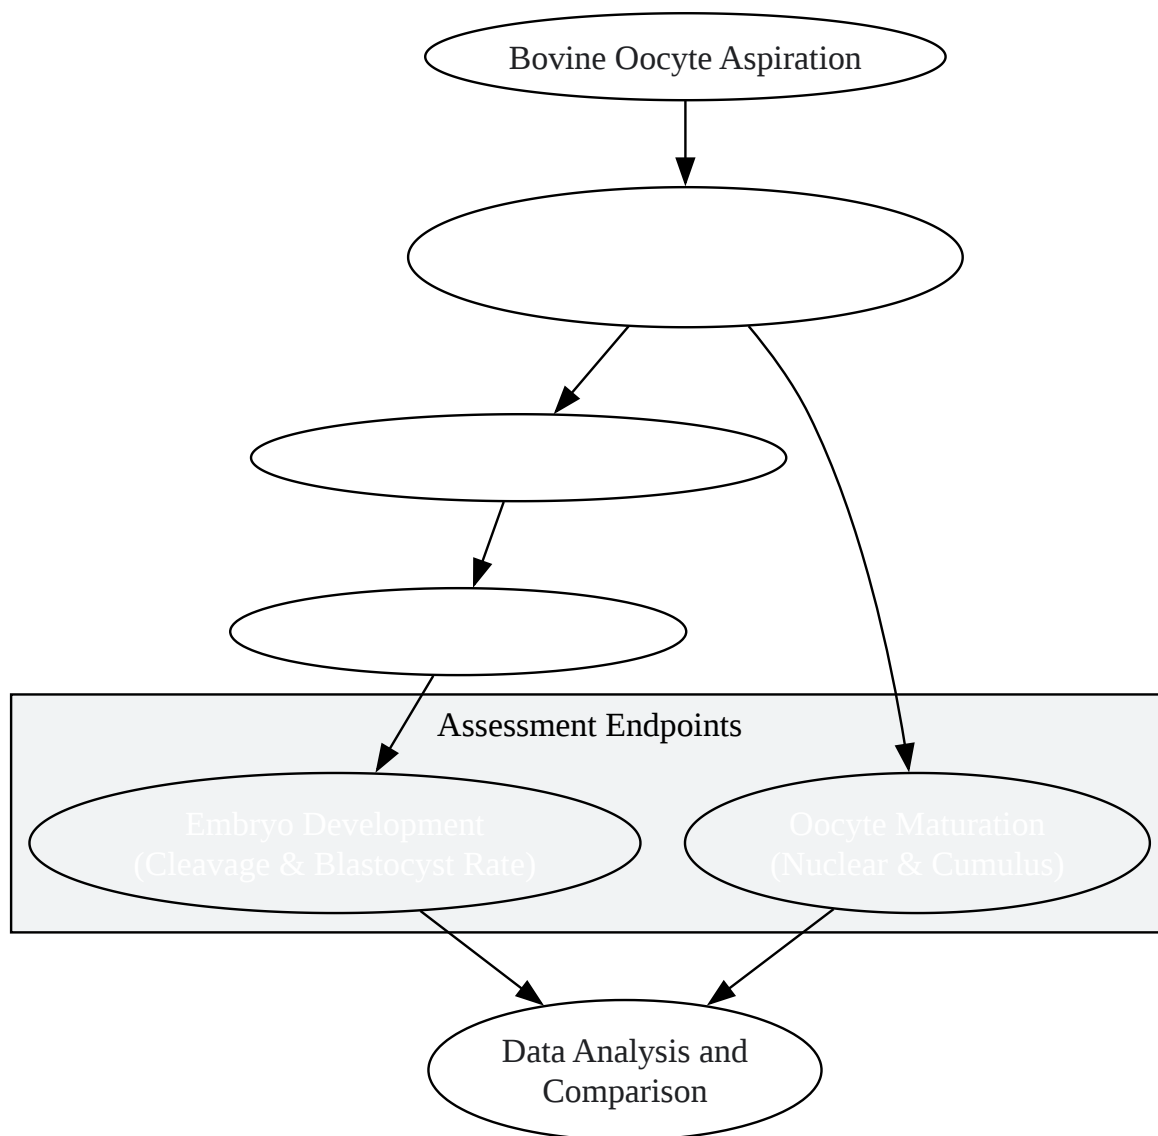 Bovine Oocyte Aspiration
Assessment Endpoints
Embryo Development
(Cleavage & Blastocyst Rate)
Oocyte Maturation
(Nuclear & Cumulus)
Data Analysis and
Comparison